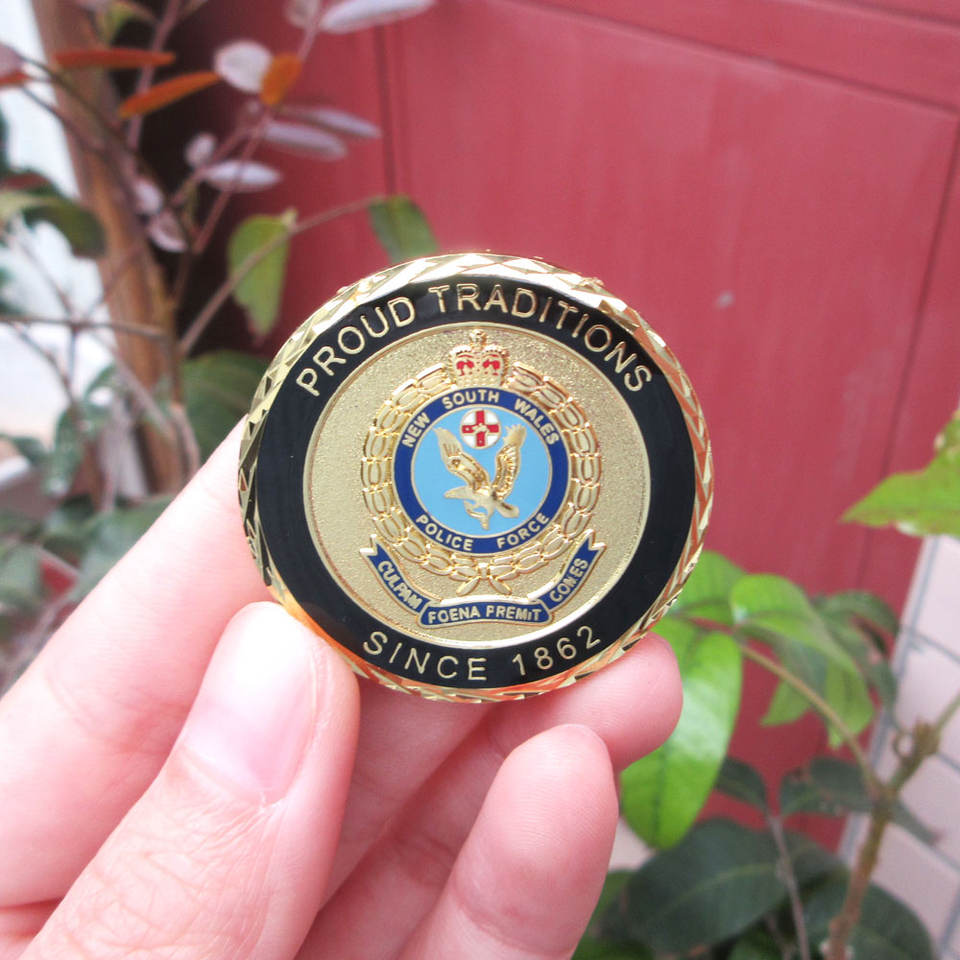 PROUD TRADITIONS
NEW SOUTH WALES
POLICE FORCE
CULPAM
FOENA PREMIT
COMES
SINCE 1862